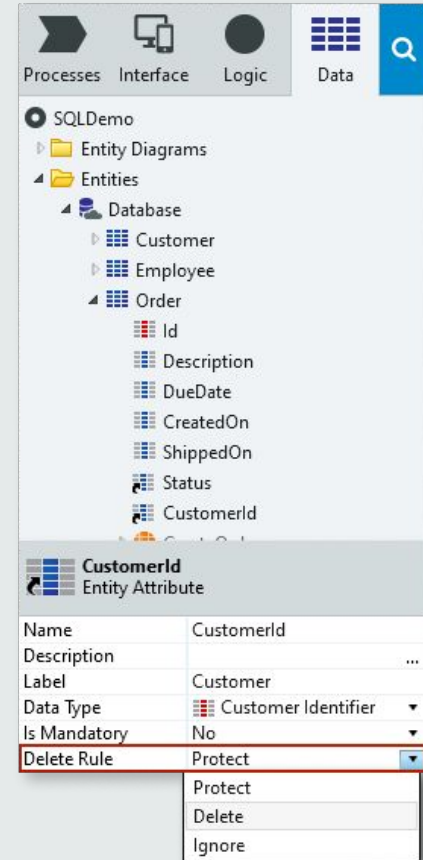 Processes Interface Logic Data
SQLDemo
Entity Diagrams
Entities
Database
Customer
Employee
Order
Id
Description
DueDate
CreatedOn
ShippedOn
Status
CustomerId
CustomerId
Entity Attribute
Name CustomerId
Description ...
Label Customer
Data Type Customer Identifier
Is Mandatory No
Delete Rule Protect
Protect
Delete
Ignore